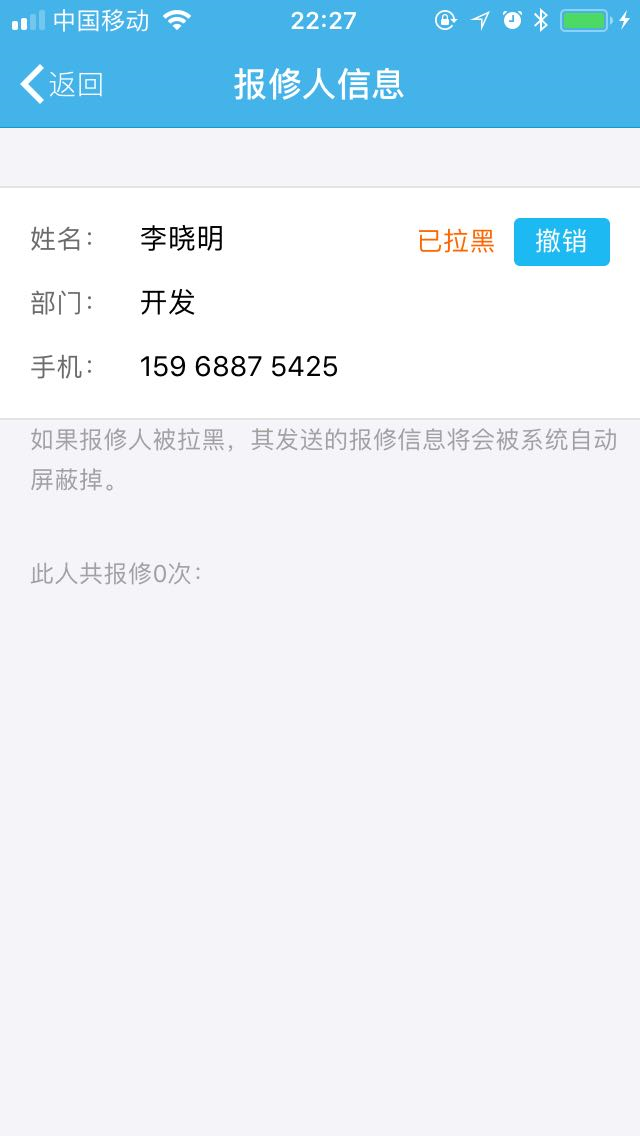 中国移动 22:27
返回 报修人信息
姓名： 李晓明 已拉黑 撤销
部门： 开发
手机： 159 6887 5425
如果报修人被拉黑，其发送的报修信息将会被系统自动
屏蔽掉。
此人共报修0次：